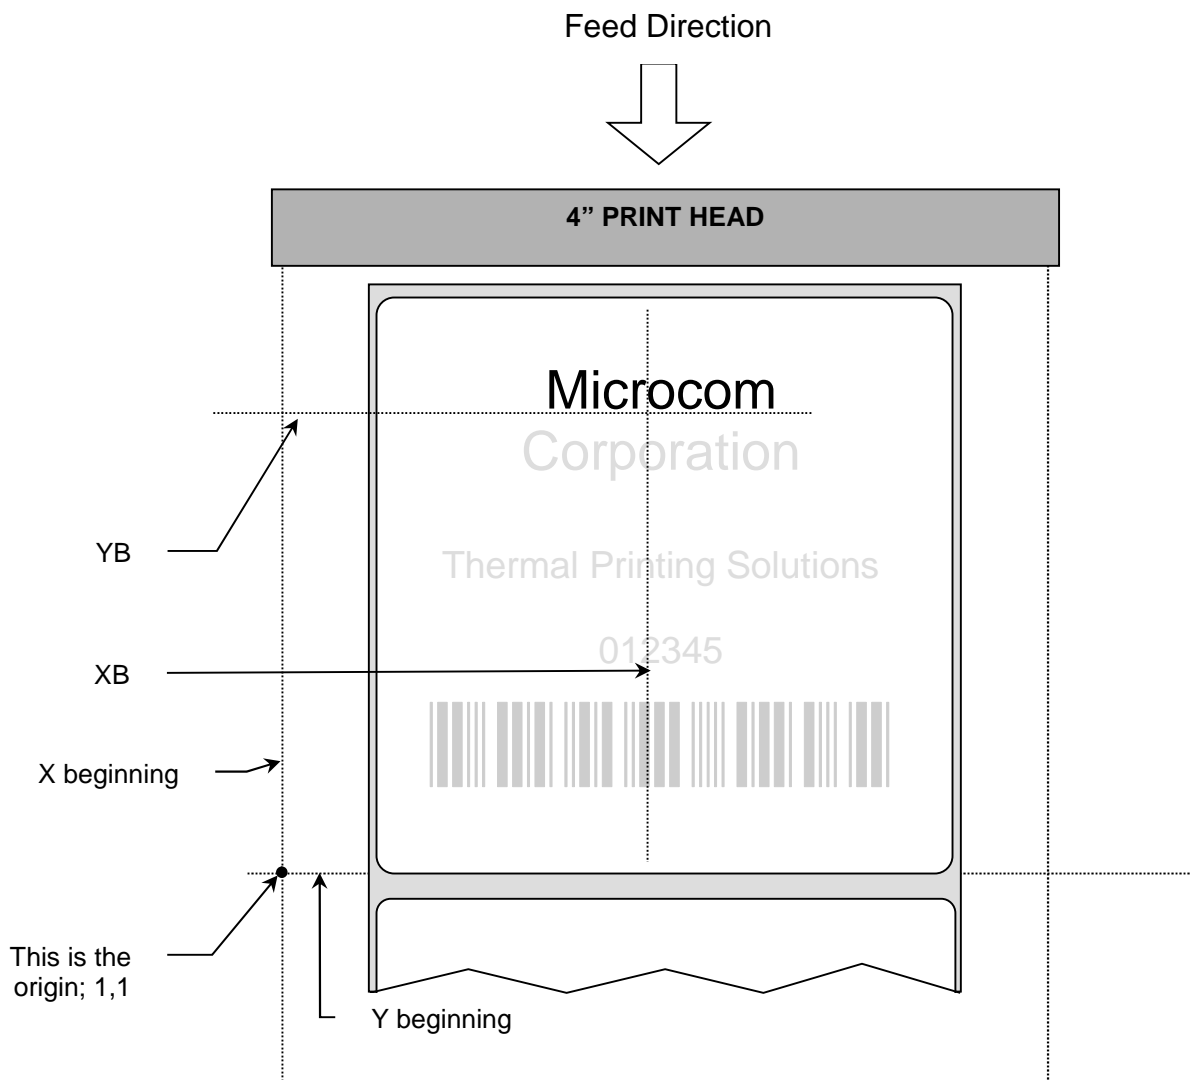 Feed Direction
4” PRINT HEAD
Microcom
Corporation
YB
Thermal Printing Solutions
012345
XB
X beginning
This is the
origin; 1,1
Y beginning